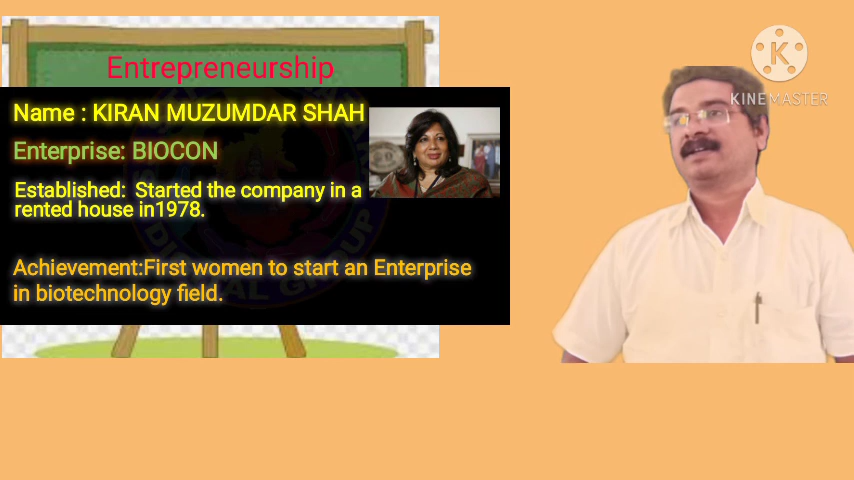 Entrepreneurship
Name : KIRAN MUZUMDAR SHAH
Enterprise: BIOCON
Established: Started the company in a
rented house in1978.
Achievement:First women to start an Enterprise
in biotechnology field.
K
KINEMASTER